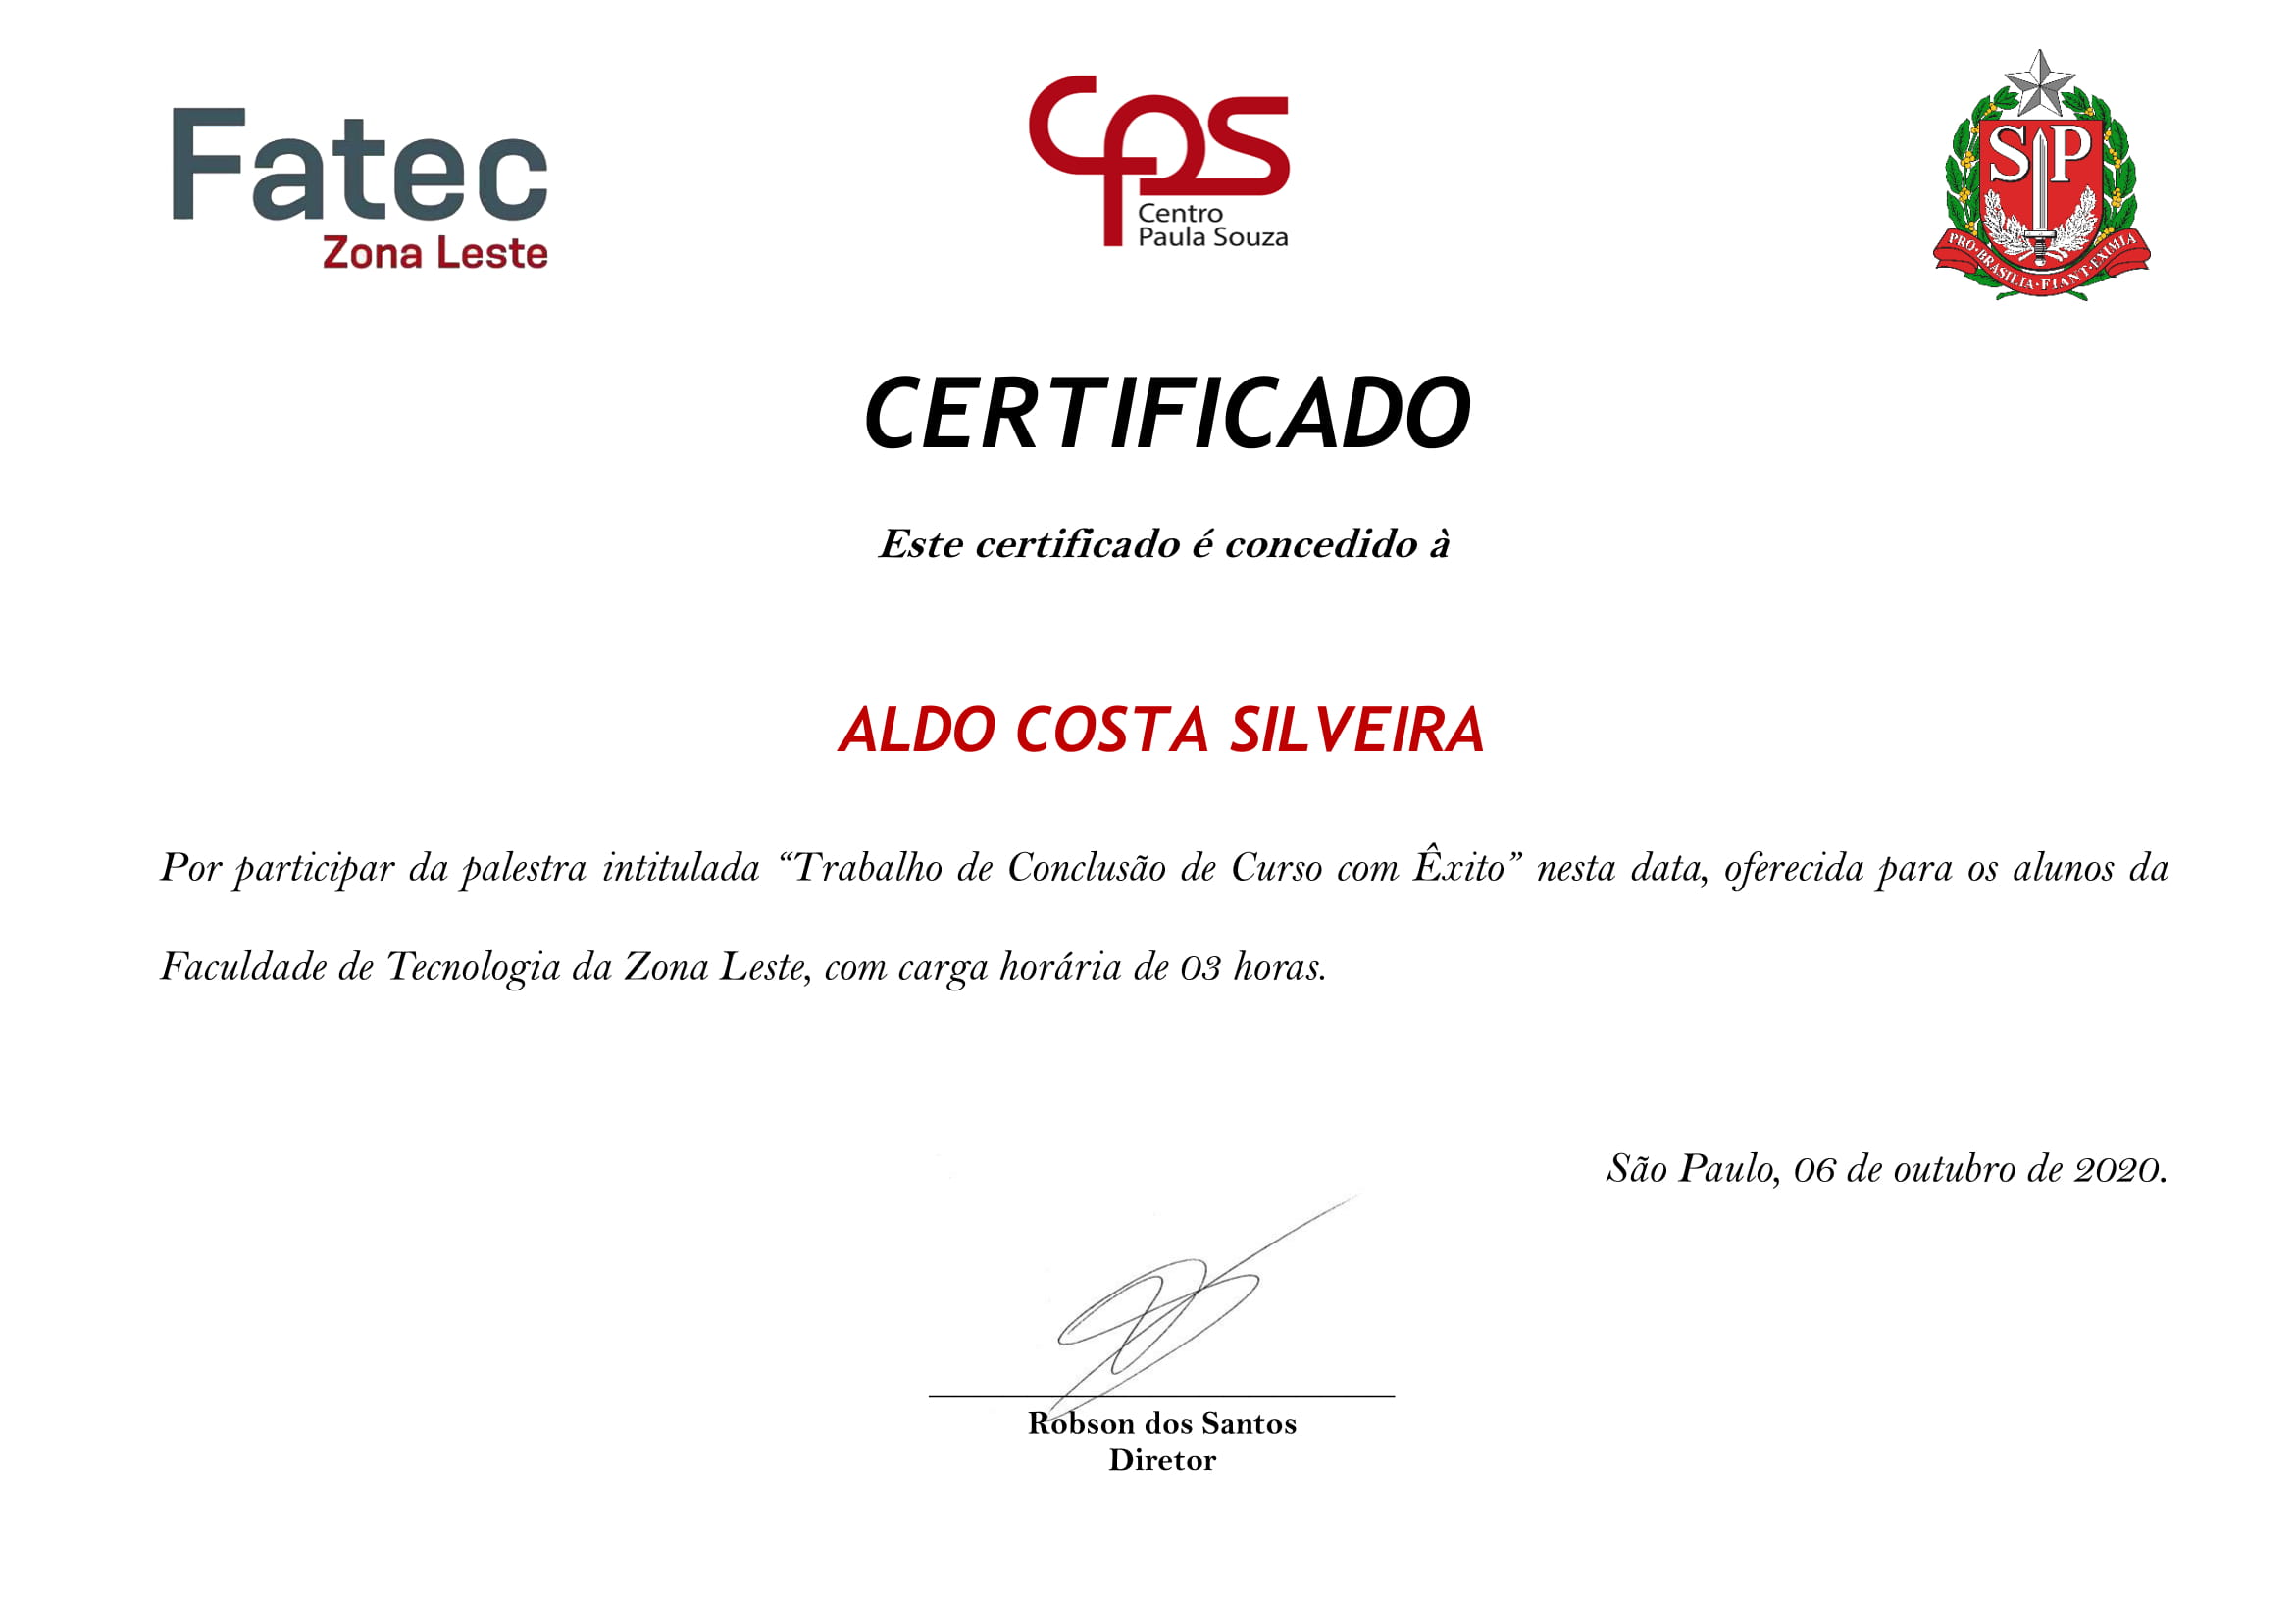 Fatec
Zona Leste
cps
Centro
Paula Souza
SP
PRO·BRASILIA·FIANT·EXIMIA
CERTIFICADO
Este certificado é concedido à
ALDO COSTA SILVEIRA
Por participar da palestra intitulada “Trabalho de Conclusão de Curso com Êxito” nesta data, oferecida para os alunos da
Faculdade de Tecnologia da Zona Leste, com carga horária de 03 horas.
São Paulo, 06 de outubro de 2020.
Robson dos Santos
Diretor